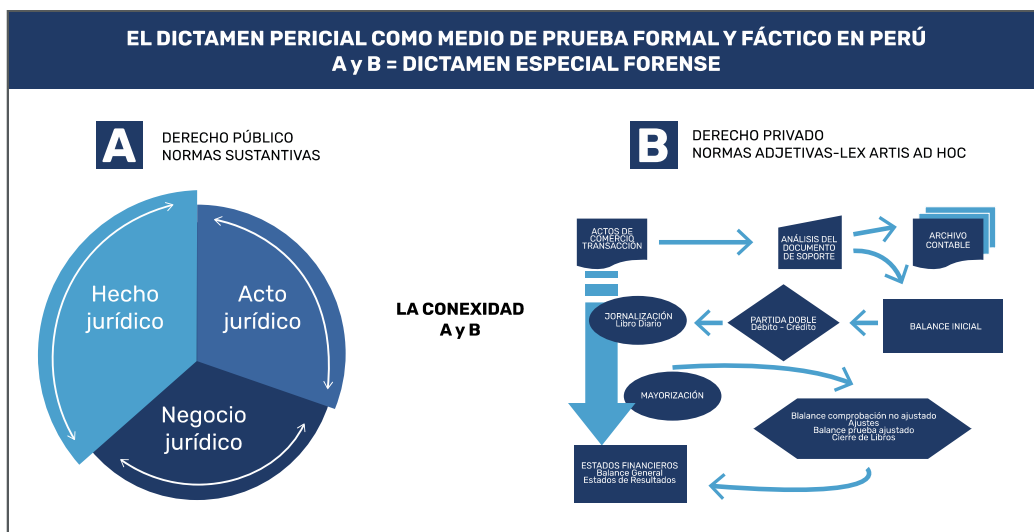 EL DICTAMEN PERICIAL COMO MEDIO DE PRUEBA FORMAL Y FÁCTICO EN PERÚ
A y B = DICTAMEN ESPECIAL FORENSE
A
DERECHO PÚBLICO
NORMAS SUSTANTIVAS
Hecho
jurídico
Acto
jurídico
Negocio
jurídico
LA CONEXIDAD
A y B
B
DERECHO PRIVADO
NORMAS ADJETIVAS-LEX ARTIS AD HOC
ACTOS DE
COMERCIO
TRANSACCIÓN
ANÁLISIS DEL
DOCUMENTO
DE SOPORTE
ARCHIVO
CONTABLE
JORNALIZACIÓN
Libro Diario
PARTIDA DOBLE
Débito - Crédito
BALANCE INICIAL
MAYORIZACIÓN
Blalance comprobación no ajustado
Ajustes
Balance prueba ajustado
Cierre de Libros
ESTADOS FINANCIEROS
Balance General
Estados de Resultados